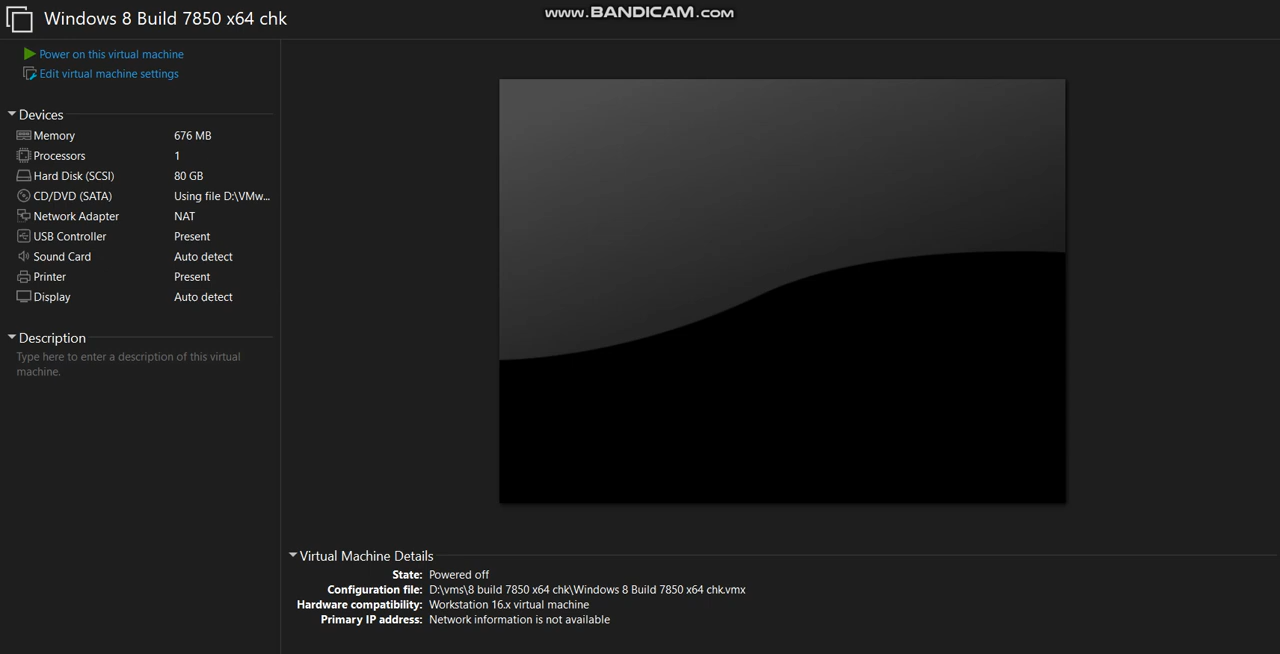 Windows 8 Build 7850 x64 chk
www.BANDICAM.com
Power on this virtual machine
Edit virtual machine settings
Devices
Memory 676 MB
Processors 1
Hard Disk (SCSI) 80 GB
CD/DVD (SATA) Using file D:\VMw...
Network Adapter NAT
USB Controller Present
Sound Card Auto detect
Printer Present
Display Auto detect
Description
Type here to enter a description of this virtual
machine.
Virtual Machine Details
State: Powered off
Configuration file: D:\vms\8 build 7850 x64 chk\Windows 8 Build 7850 x64 chk.vmx
Hardware compatibility: Workstation 16.x virtual machine
Primary IP address: Network information is not available